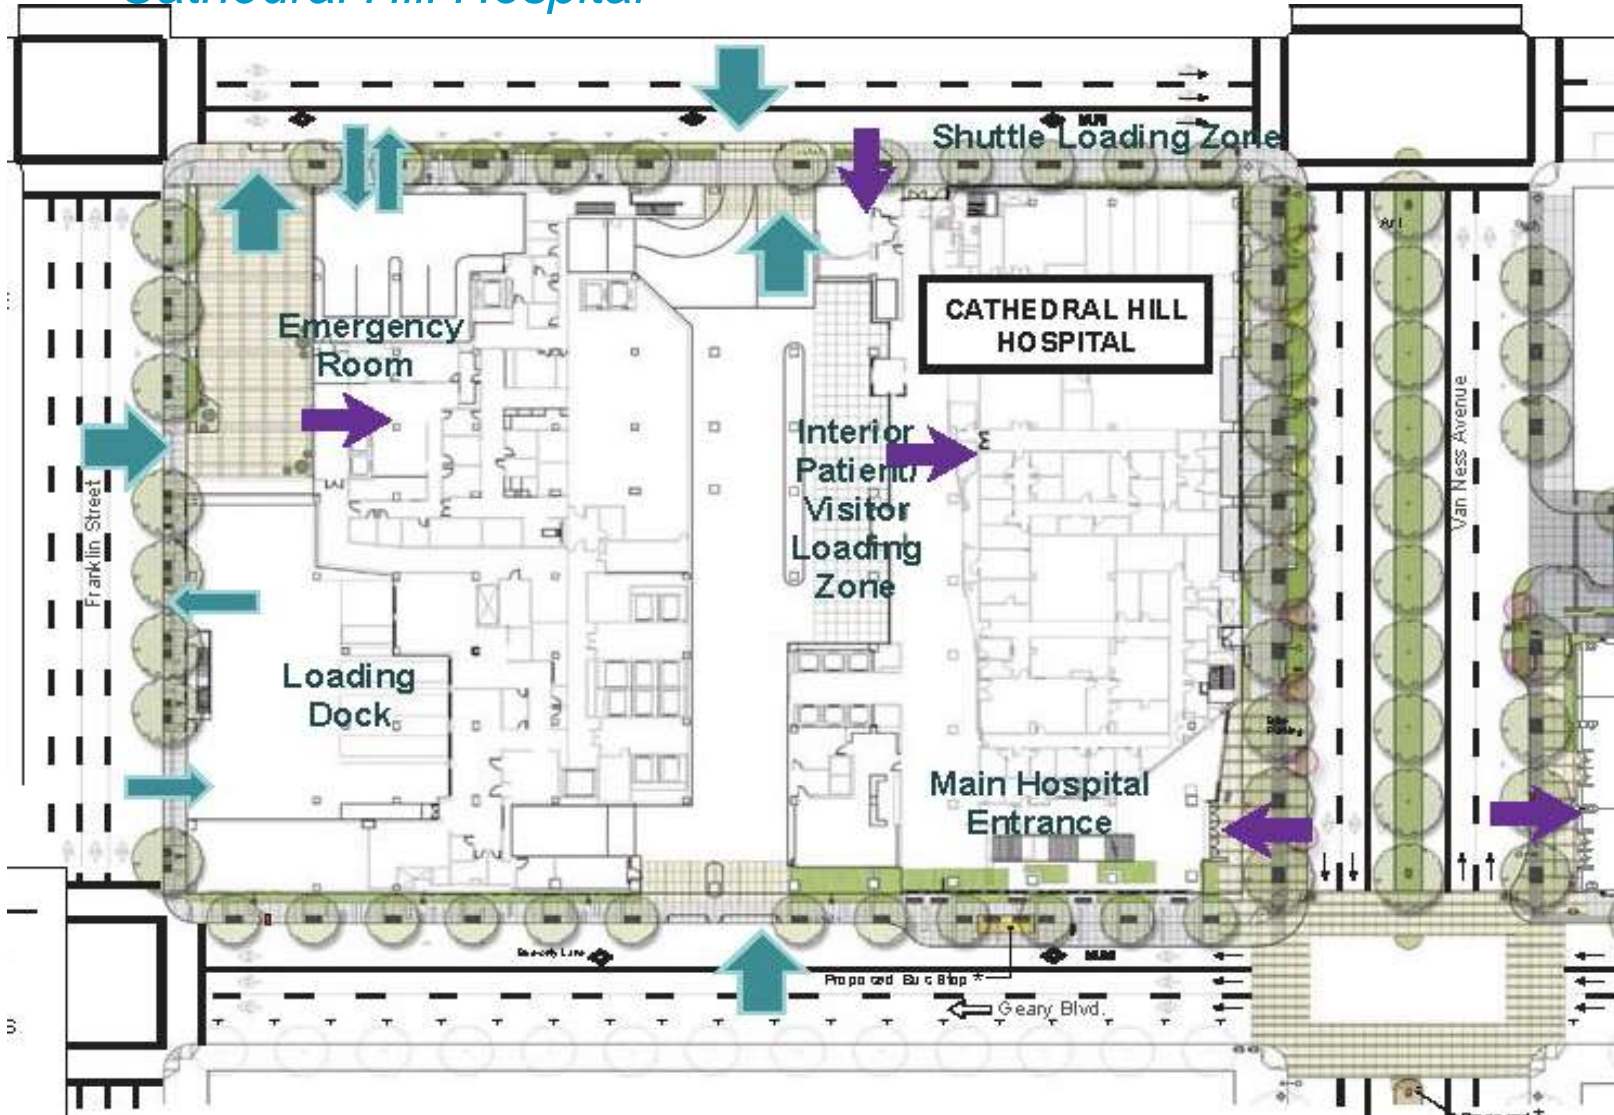 Cathedral Hill Hospital
Shuttle Loading Zone
CATHEDRAL HILL
HOSPITAL
Emergency
Room
Interior
Patient/
Visitor
Loading
Zone
Franklin Street
Van Ness Avenue
Loading
Dock
Main Hospital
Entrance
Proposed Bus Stop *
Geary Blvd.